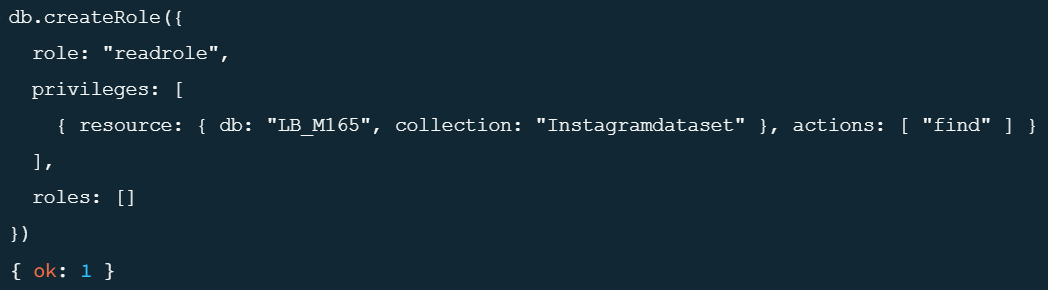 db.createRole({
role: "readrole",
privileges: [
{ resource: { db: "LB_M165", collection: "Instagramdataset" }, actions: [ "find" ] }
],
roles: []
})
{ ok: 1 }